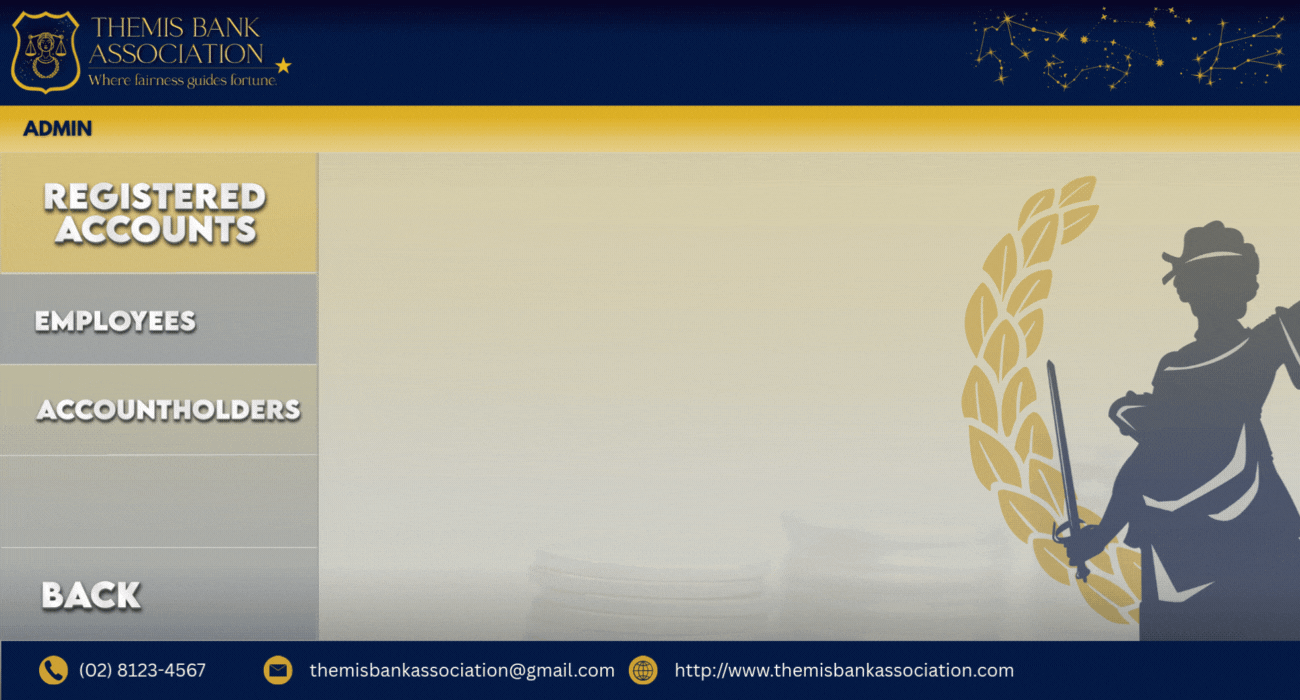 THEMIS BANK
ASSOCIATION
Where fairness guides fortune.
ADMIN
REGISTERED
ACCOUNTS
EMPLOYEES
ACCOUNTHOLDERS
BACK
(02) 8123-4567
themisbankassociation@gmail.com
http://www.themisbankassociation.com